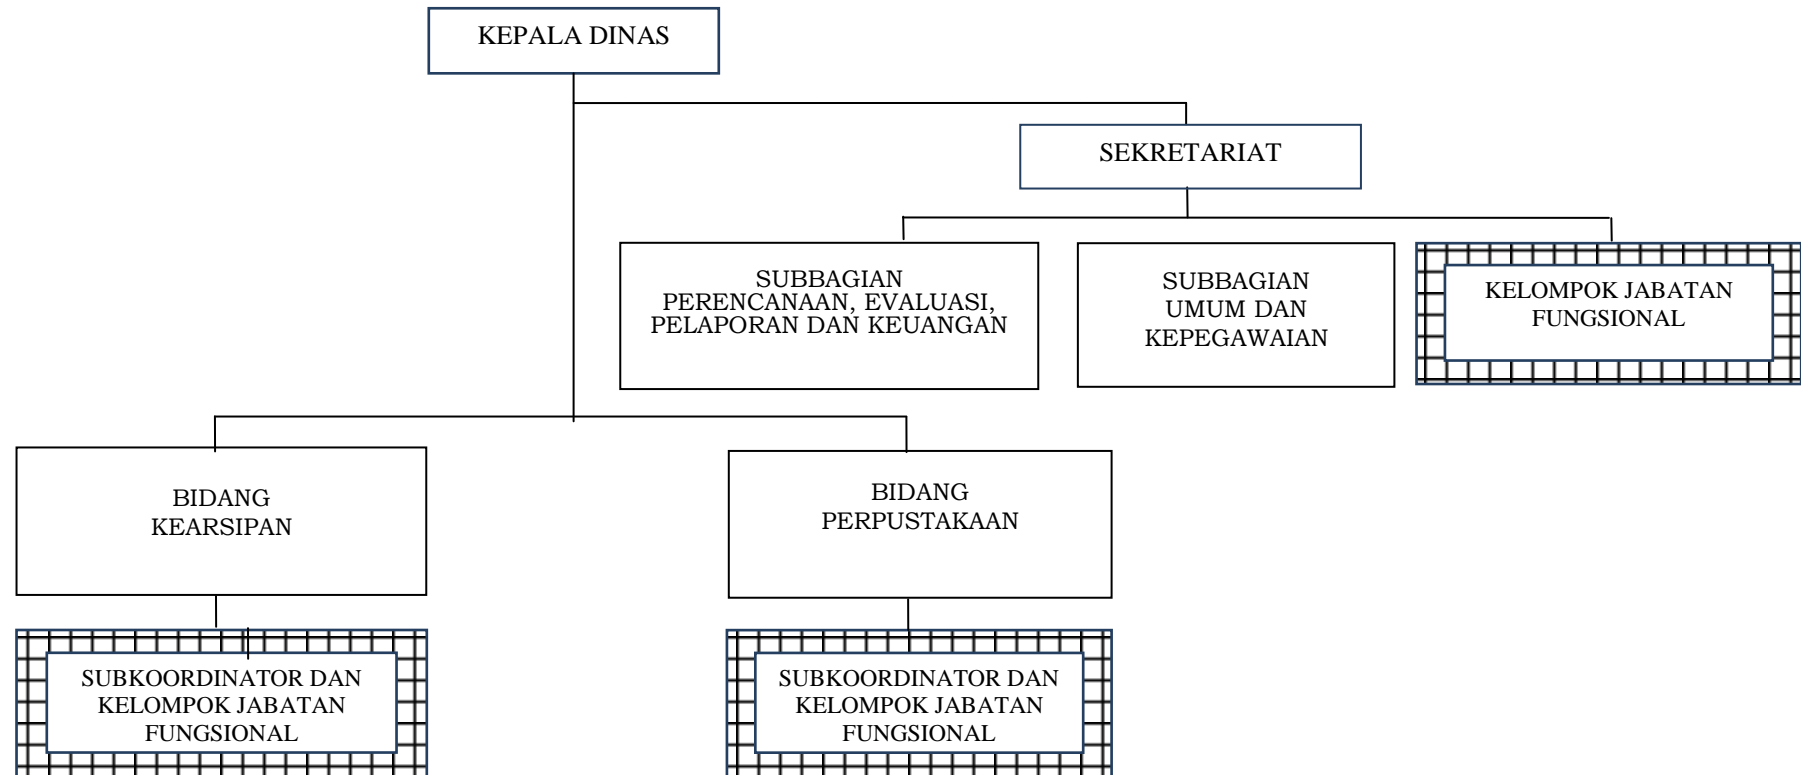 KEPALA DINAS
SEKRETARIAT
SUBBAGIAN
PERENCANAAN, EVALUASI,
PELAPORAN DAN KEUANGAN
SUBBAGIAN
UMUM DAN
KEPEGAWAIAN
KELOMPOK JABATAN
FUNGSIONAL
BIDANG
KEARSIPAN
BIDANG
PERPUSTAKAAN
SUBKOORDINATOR DAN
KELOMPOK JABATAN
FUNGSIONAL
SUBKOORDINATOR DAN
KELOMPOK JABATAN
FUNGSIONAL